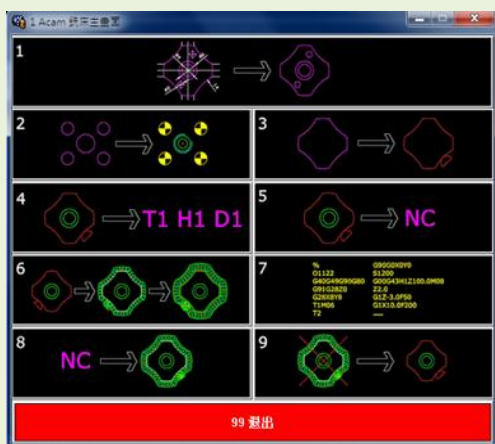 1 Acam 銑床主畫面
1
2
3
4
T1 H1 D1
5
NC
6
7
%
O1122
G40G49G90G80
G91G28Z0
G28X0Y0
T1M06
T2
G90G0X0Y0
S1200
G00G43H1Z100.0M08
Z2.0
G1Z-3.0F50
G1X10.0F200
---
8
NC
9
99 退出